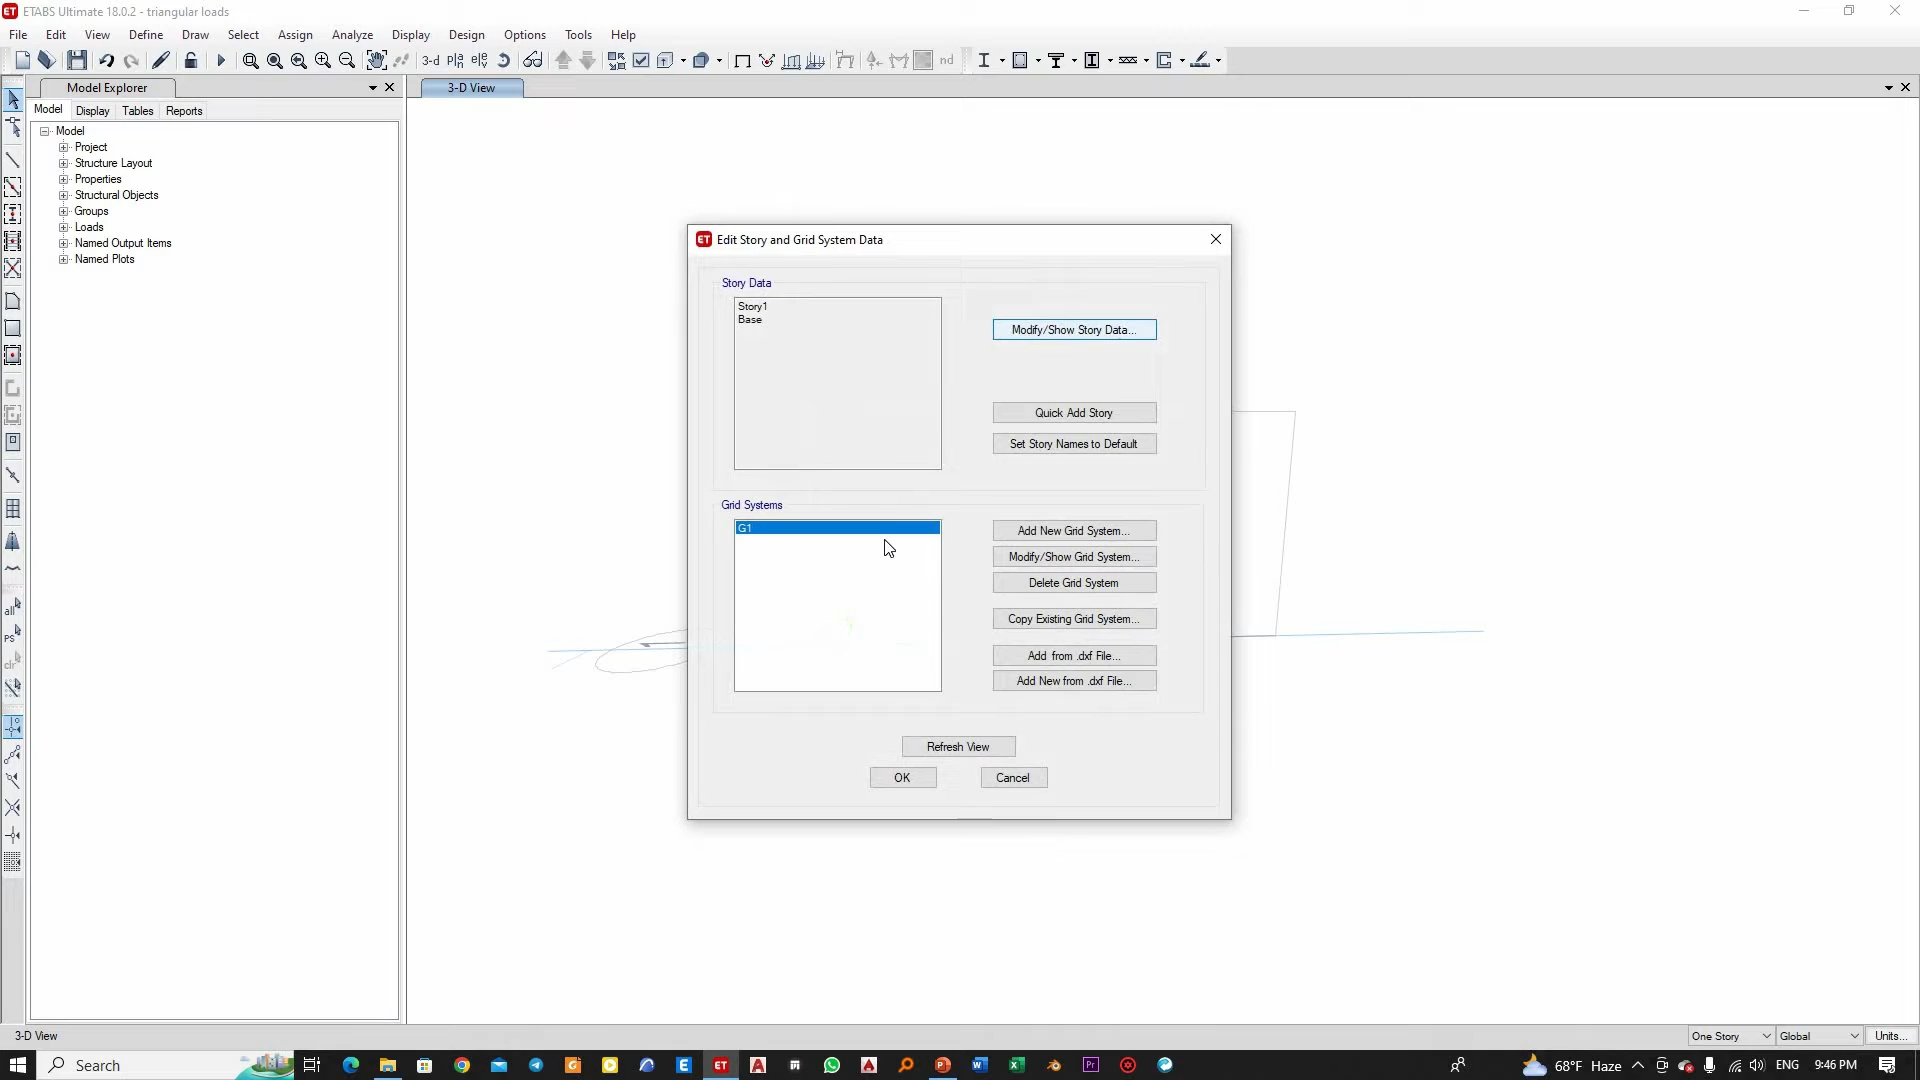 ETABS Ultimate 18.0.2 - triangular loads
File Edit View Define Draw Select Assign Analyze Display Design Options Tools Help
3-d
nd
Model Explorer
3-D View
Model Display Tables Reports
Model
Project
Structure Layout
Properties
Structural Objects
Groups
Loads
Named Output Items
Named Plots
all
PS
clr
Edit Story and Grid System Data
Story Data
Story1
Base
Modify/Show Story Data...
Quick Add Story
Set Story Names to Default
Grid Systems
G1
Add New Grid System...
Modify/Show Grid System...
Delete Grid System
Copy Existing Grid System...
Add from .dxf File...
Add New from .dxf File...
Refresh View
OK Cancel
3-D View
One Story Global Units...
Search
68°F Haze ENG 9:46 PM